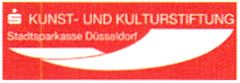 KUNST- UND KULTURSTIFTUNG
Stadtsparkasse Düsseldorf